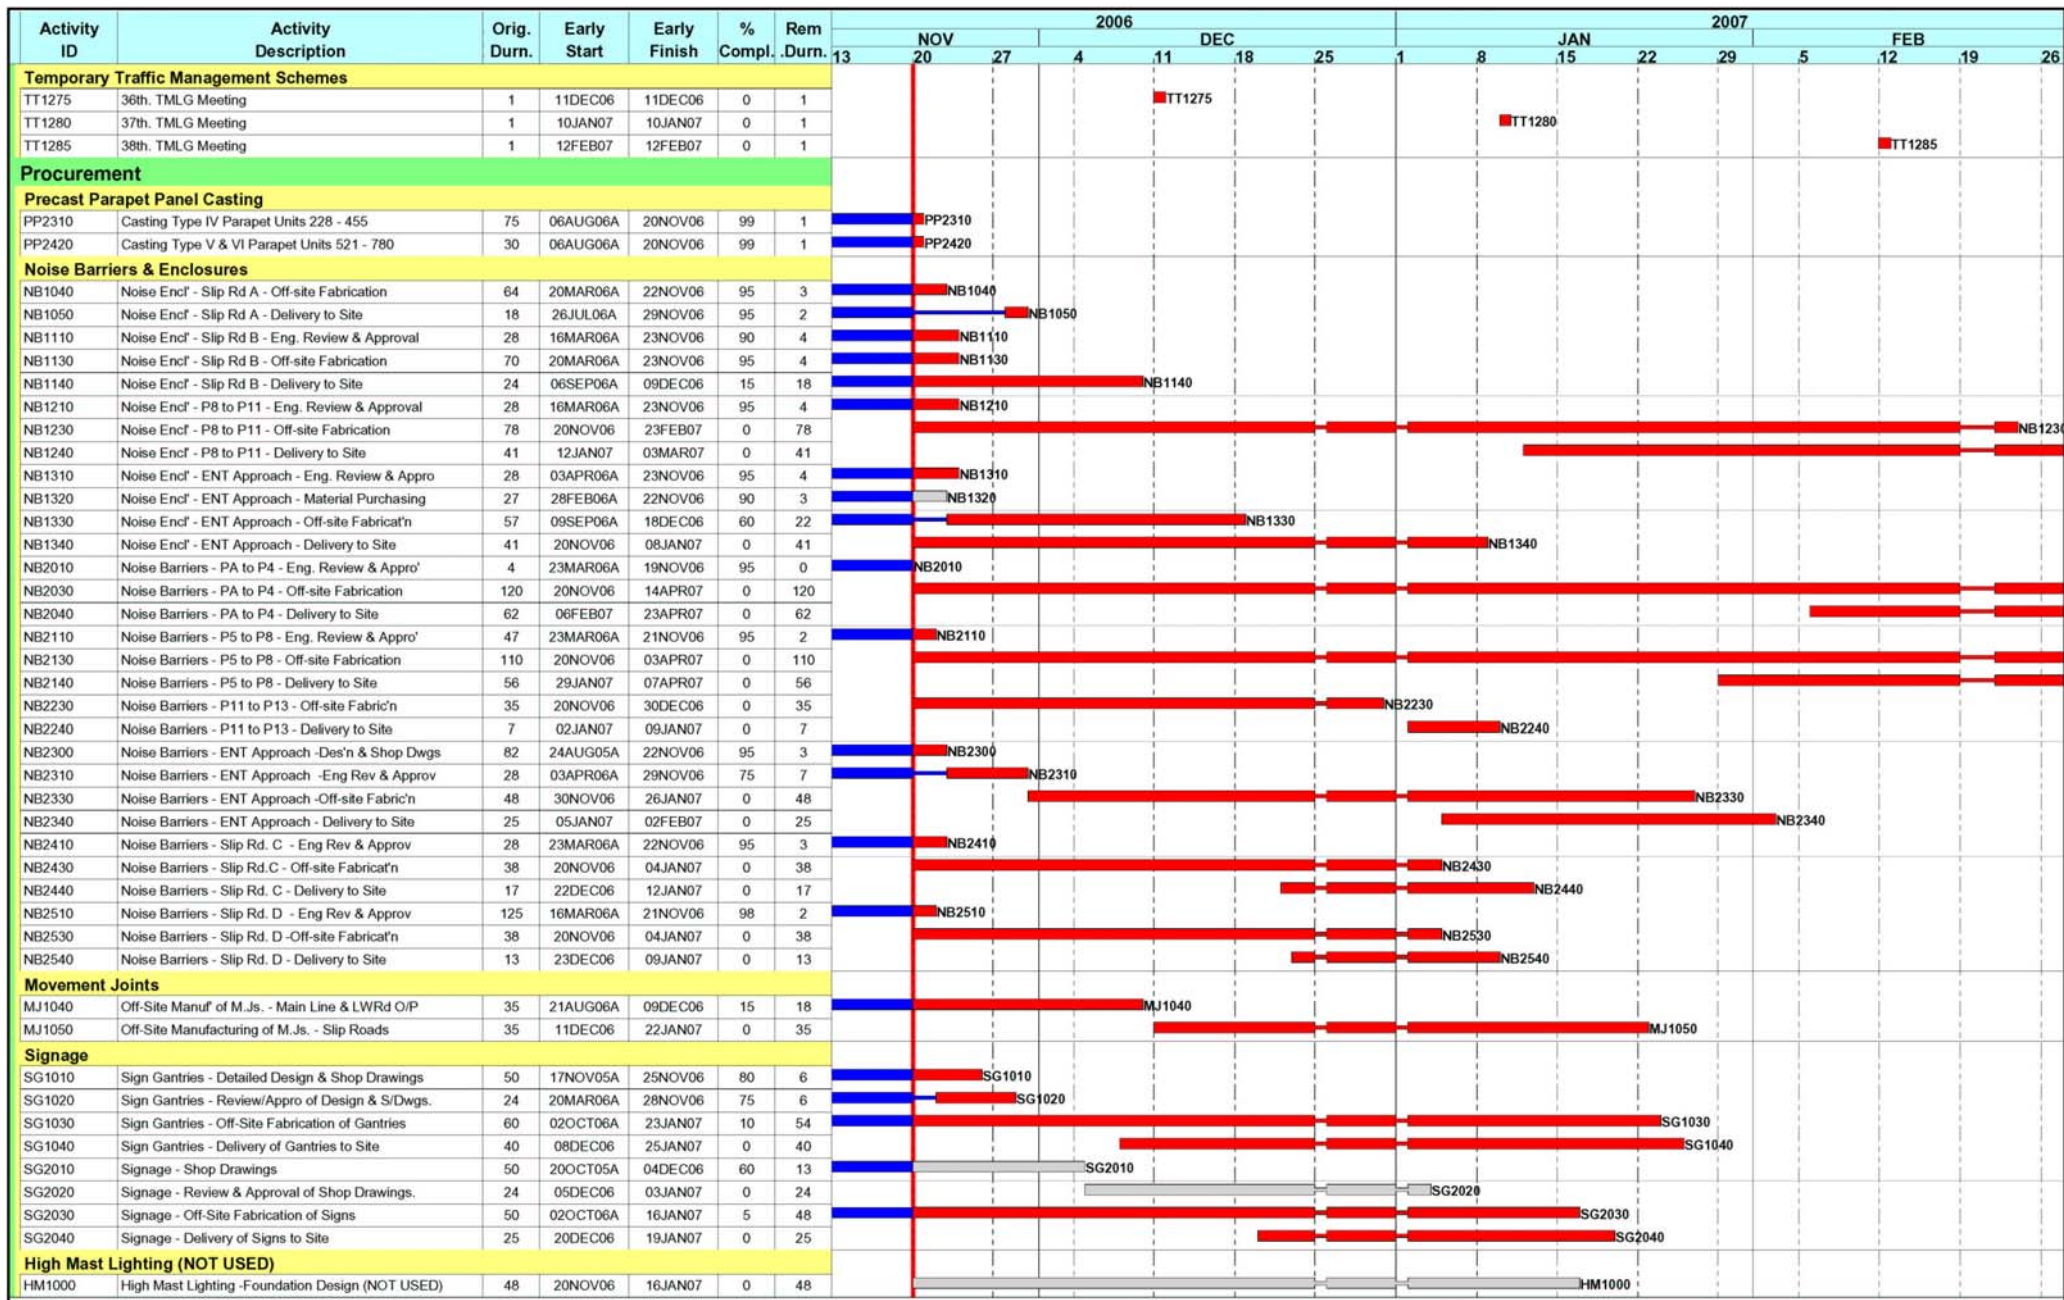 2006 2007
Activity ID Activity Description Orig. Durn. Early Start Early Finish % Compl. Rem .Durn. NOV DEC JAN FEB
13 20 27 4 11 18 25 1 8 15 22 29 5 12 19 26
Temporary Traffic Management Schemes
TT1275 36th. TMLG Meeting 1 11DEC06 11DEC06 0 1 TT1275
TT1280 37th. TMLG Meeting 1 10JAN07 10JAN07 0 1 TT1280
TT1285 38th. TMLG Meeting 1 12FEB07 12FEB07 0 1 TT1285
Procurement
Precast Parapet Panel Casting
PP2310 Casting Type IV Parapet Units 228 - 455 75 06AUG06A 20NOV06 99 1 PP2310
PP2420 Casting Type V & VI Parapet Units 521 - 780 30 06AUG06A 20NOV06 99 1 PP2420
Noise Barriers & Enclosures
NB1040 Noise Encl' - Slip Rd A - Off-site Fabrication 64 20MAR06A 22NOV06 95 3 NB1040
NB1050 Noise Encl' - Slip Rd A - Delivery to Site 18 26JUL06A 29NOV06 95 2 NB1050
NB1110 Noise Encl' - Slip Rd B - Eng. Review & Approval 28 16MAR06A 23NOV06 90 4 NB1110
NB1130 Noise Encl' - Slip Rd B - Off-site Fabrication 70 20MAR06A 23NOV06 95 4 NB1130
NB1140 Noise Encl' - Slip Rd B - Delivery to Site 24 06SEP06A 09DEC06 15 18 NB1140
NB1210 Noise Encl' - P8 to P11 - Eng. Review & Approval 28 16MAR06A 23NOV06 95 4 NB1210
NB1230 Noise Encl' - P8 to P11 - Off-site Fabrication 78 20NOV06 23FEB07 0 78 NB1230
NB1240 Noise Encl' - P8 to P11 - Delivery to Site 41 12JAN07 03MAR07 0 41
NB1310 Noise Encl' - ENT Approach - Eng. Review & Appro 28 03APR06A 23NOV06 95 4 NB1310
NB1320 Noise Encl' - ENT Approach - Material Purchasing 27 28FEB06A 22NOV06 90 3 NB1320
NB1330 Noise Encl' - ENT Approach - Off-site Fabricat'n 57 09SEP06A 18DEC06 60 22 NB1330
NB1340 Noise Encl' - ENT Approach - Delivery to Site 41 20NOV06 08JAN07 0 41 NB1340
NB2010 Noise Barriers - PA to P4 - Eng. Review & Appro' 4 23MAR06A 19NOV06 95 0 NB2010
NB2030 Noise Barriers - PA to P4 - Off-site Fabrication 120 20NOV06 14APR07 0 120
NB2040 Noise Barriers - PA to P4 - Delivery to Site 62 06FEB07 23APR07 0 62
NB2110 Noise Barriers - P5 to P8 - Eng. Review & Appro' 47 23MAR06A 21NOV06 95 2 NB2110
NB2130 Noise Barriers - P5 to P8 - Off-site Fabrication 110 20NOV06 03APR07 0 110
NB2140 Noise Barriers - P5 to P8 - Delivery to Site 56 29JAN07 07APR07 0 56
NB2230 Noise Barriers - P11 to P13 - Off-site Fabric'n 35 20NOV06 30DEC06 0 35 NB2230
NB2240 Noise Barriers - P11 to P13 - Delivery to Site 7 02JAN07 09JAN07 0 7 NB2240
NB2300 Noise Barriers - ENT Approach -Des'n & Shop Dwgs 82 24AUG05A 22NOV06 95 3 NB2300
NB2310 Noise Barriers - ENT Approach -Eng Rev & Approv 28 03APR06A 29NOV06 75 7 NB2310
NB2330 Noise Barriers - ENT Approach -Off-site Fabric'n 48 30NOV06 26JAN07 0 48 NB2330
NB2340 Noise Barriers - ENT Approach - Delivery to Site 25 05JAN07 02FEB07 0 25 NB2340
NB2410 Noise Barriers - Slip Rd. C - Eng Rev & Approv 28 23MAR06A 22NOV06 95 3 NB2410
NB2430 Noise Barriers - Slip Rd.C - Off-site Fabricat'n 38 20NOV06 04JAN07 0 38 NB2430
NB2440 Noise Barriers - Slip Rd. C - Delivery to Site 17 22DEC06 12JAN07 0 17 NB2440
NB2510 Noise Barriers - Slip Rd. D - Eng Rev & Approv 125 16MAR06A 21NOV06 98 2 NB2510
NB2530 Noise Barriers - Slip Rd. D -Off-site Fabricat'n 38 20NOV06 04JAN07 0 38 NB2530
NB2540 Noise Barriers - Slip Rd. D - Delivery to Site 13 23DEC06 09JAN07 0 13 NB2540
Movement Joints
MJ1040 Off-Site Manuf' of M.Js. - Main Line & LWRd O/P 35 21AUG06A 09DEC06 15 18 MJ1040
MJ1050 Off-Site Manufacturing of M.Js. - Slip Roads 35 11DEC06 22JAN07 0 35 MJ1050
Signage
SG1010 Sign Gantries - Detailed Design & Shop Drawings 50 17NOV05A 25NOV06 80 6 SG1010
SG1020 Sign Gantries - Review/Appro of Design & S/Dwgs. 24 20MAR06A 28NOV06 75 6 SG1020
SG1030 Sign Gantries - Off-Site Fabrication of Gantries 60 02OCT06A 23JAN07 10 54 SG1030
SG1040 Sign Gantries - Delivery of Gantries to Site 40 08DEC06 25JAN07 0 40 SG1040
SG2010 Signage - Shop Drawings 50 20OCT05A 04DEC06 60 13 SG2010
SG2020 Signage - Review & Approval of Shop Drawings. 24 05DEC06 03JAN07 0 24 SG2020
SG2030 Signage - Off-Site Fabrication of Signs 50 02OCT06A 16JAN07 5 48 SG2030
SG2040 Signage - Delivery of Signs to Site 25 20DEC06 19JAN07 0 25 SG2040
High Mast Lighting (NOT USED)
HM1000 High Mast Lighting -Foundation Design (NOT USED) 48 20NOV06 16JAN07 0 48 HM1000